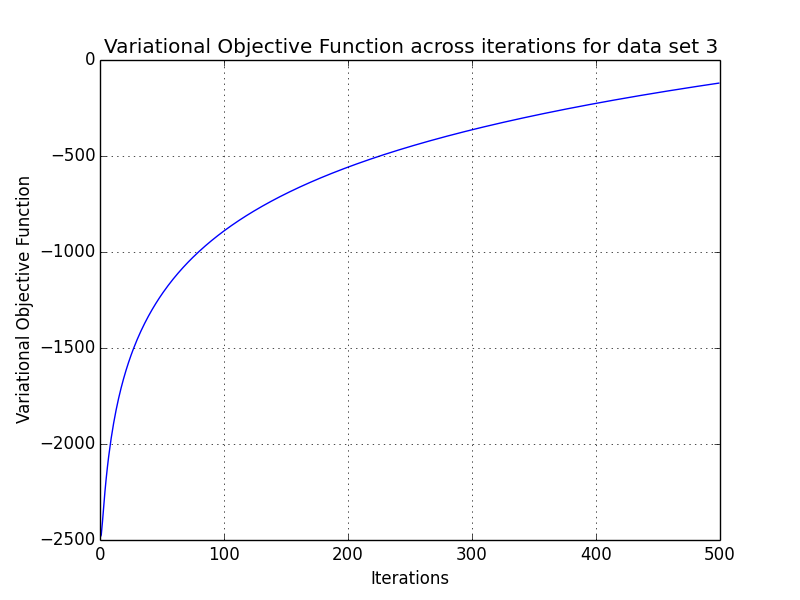 Variational Objective Function across iterations for data set 3
0
−500
−1000
−1500
−2000
−2500
Variational Objective Function
0 100 200 300 400 500
Iterations